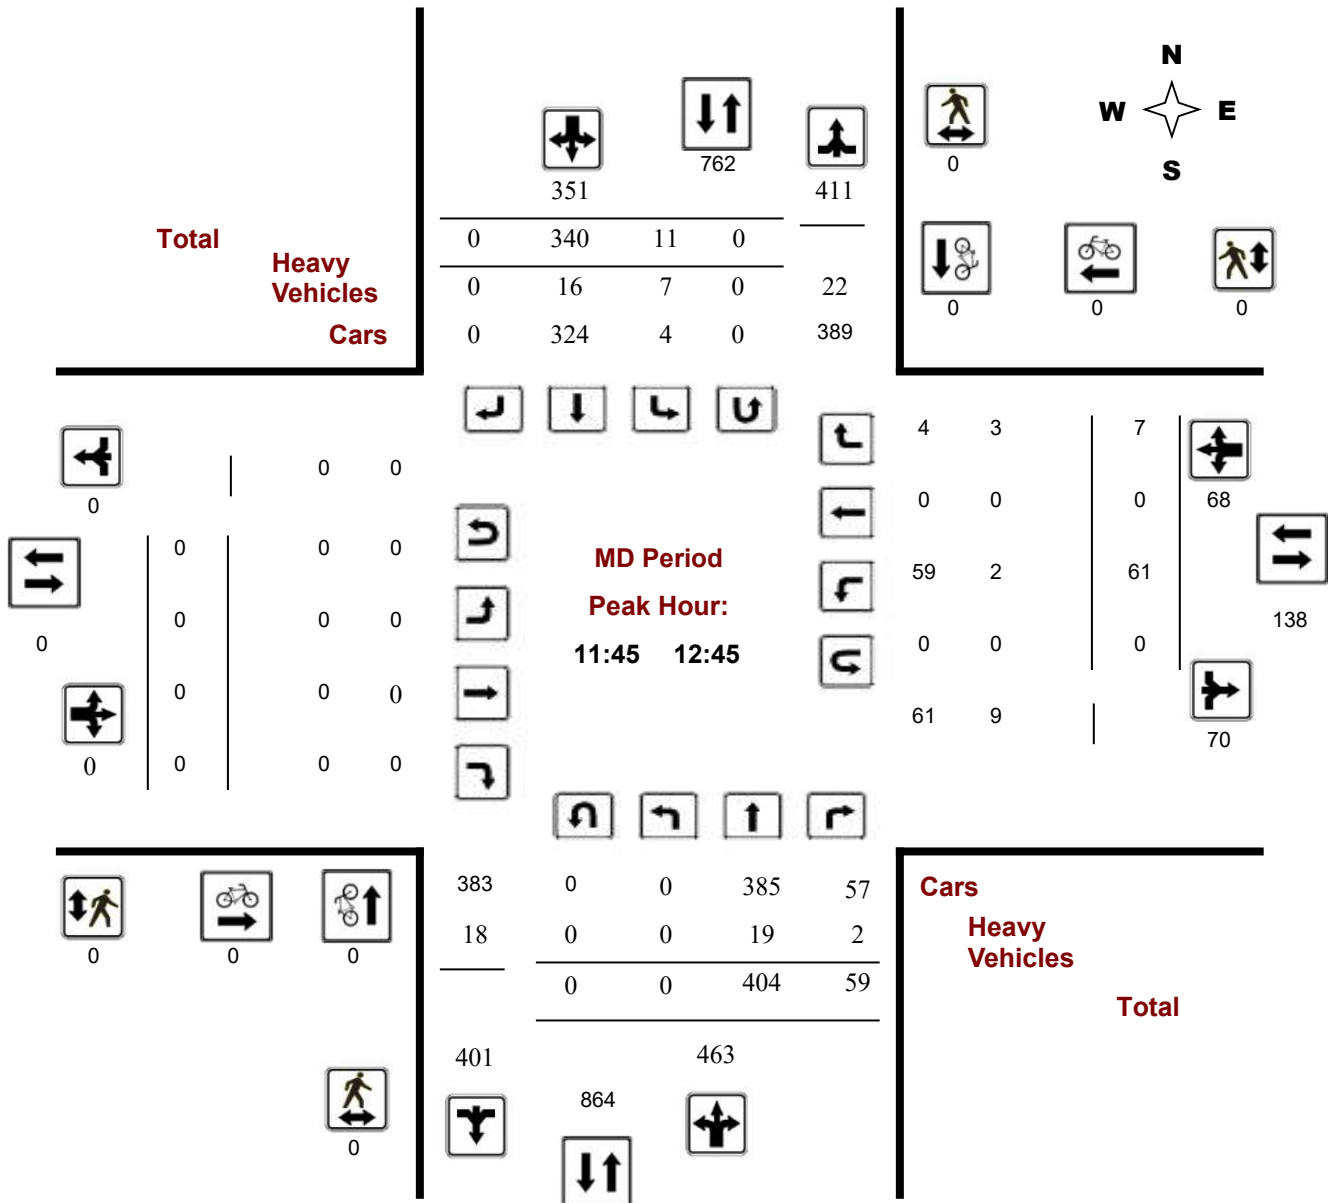 N
W E
S
762
0
351 411
Total
0 340 11 0
Heavy
Vehicles
0 16 7 0 22
0 0 0
Cars
0 324 4 0 389
4 3 7
0 0
0
0 0 0 68
0 0 0
MD Period
59 2 61
Peak Hour:
0 0 0
138
0
11:45 12:45
0 0 0
0 0 0
61 9
70
0
0 0 0
383 0 0 385 57
Cars
18 0 0 19 2
Heavy
Vehicles
0 0 0
0 0 404 59
Total
401 463
864
0